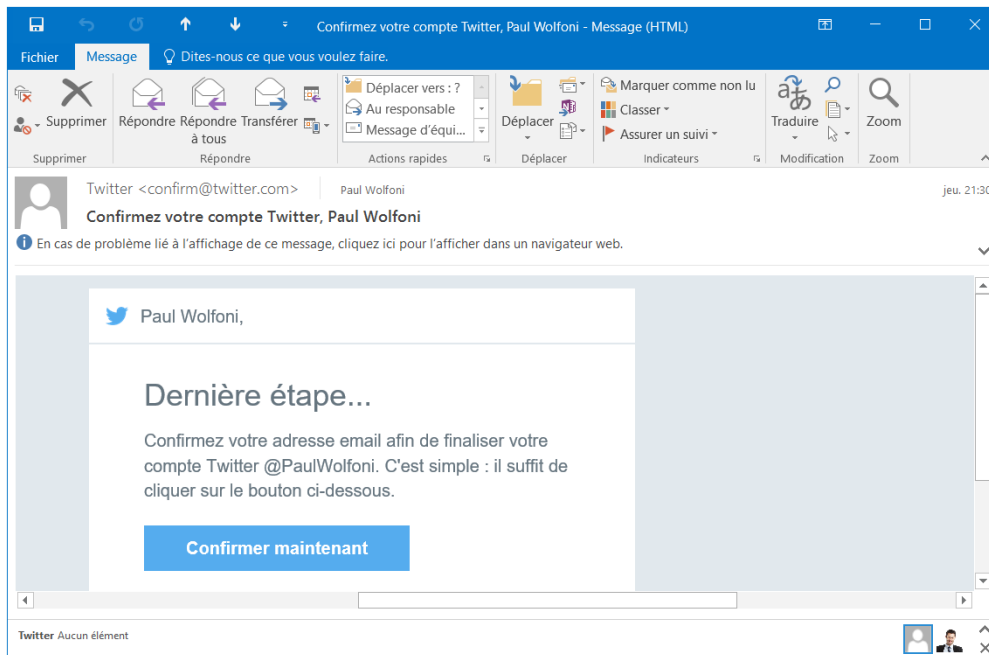 Confirmez votre compte Twitter, Paul Wolfoni - Message (HTML)
Fichier Message Dites-nous ce que vous voulez faire.
Supprimer
Répondre Répondre à tous Transférer
Déplacer vers : ?
Au responsable
Message d'équi...
Déplacer
Marquer comme non lu
Classer
Assurer un suivi
Traduire
Zoom
Supprimer Répondre Actions rapides Déplacer Indicateurs Modification Zoom
Twitter <confirm@twitter.com> Paul Wolfoni jeu. 21:30
Confirmez votre compte Twitter, Paul Wolfoni
En cas de problème lié à l'affichage de ce message, cliquez ici pour l'afficher dans un navigateur web.
Paul Wolfoni,
Dernière étape...
Confirmez votre adresse email afin de finaliser votre
compte Twitter @PaulWolfoni. C'est simple : il suffit de
cliquer sur le bouton ci-dessous.
Confirmer maintenant
Twitter Aucun élément